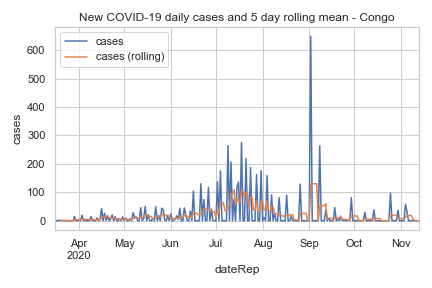 New COVID-19 daily cases and 5 day rolling mean - Congo
cases
cases (rolling)
600
500
400
300
200
100
0
cases
Apr May Jun Jul Aug Sep Oct Nov
2020
dateRep